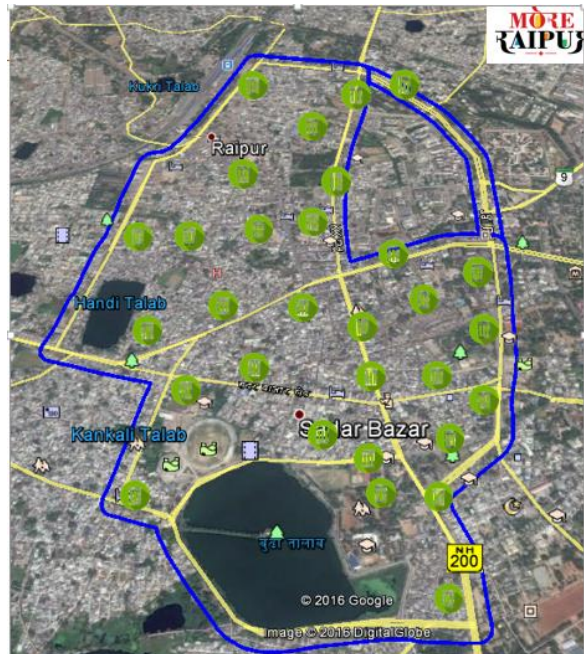 MORE
RAIPUR
Kukri Talab
Raipur
9
Handi Talab
Sadar Bazar
Kankali Talab
बुढा तालाब
NH
200
© 2016 Google
Image © 2016 DigitalGlobe